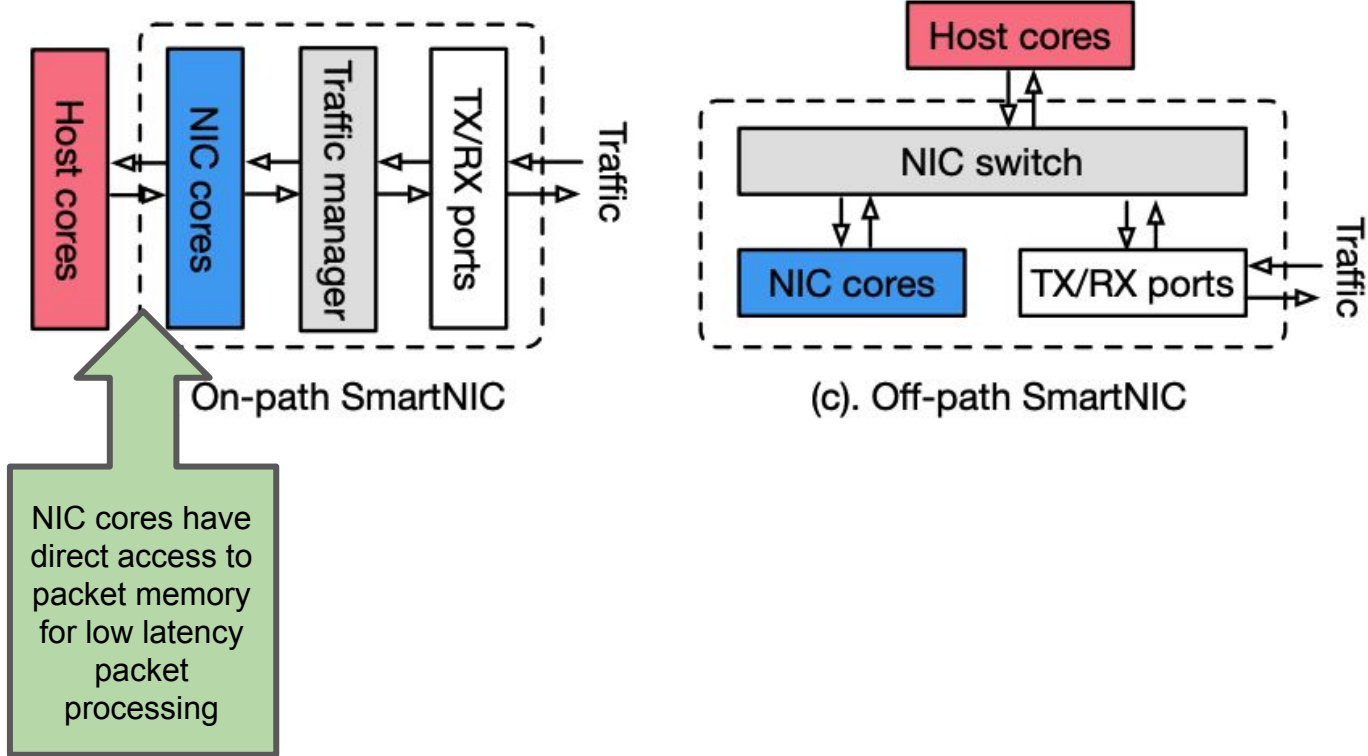 Host cores
NIC cores
Traffic manager
TX/RX ports
Traffic
On-path SmartNIC
NIC cores have
direct access to
packet memory
for low latency
packet
processing
Host cores
NIC switch
NIC cores
TX/RX ports
Traffic
(c). Off-path SmartNIC